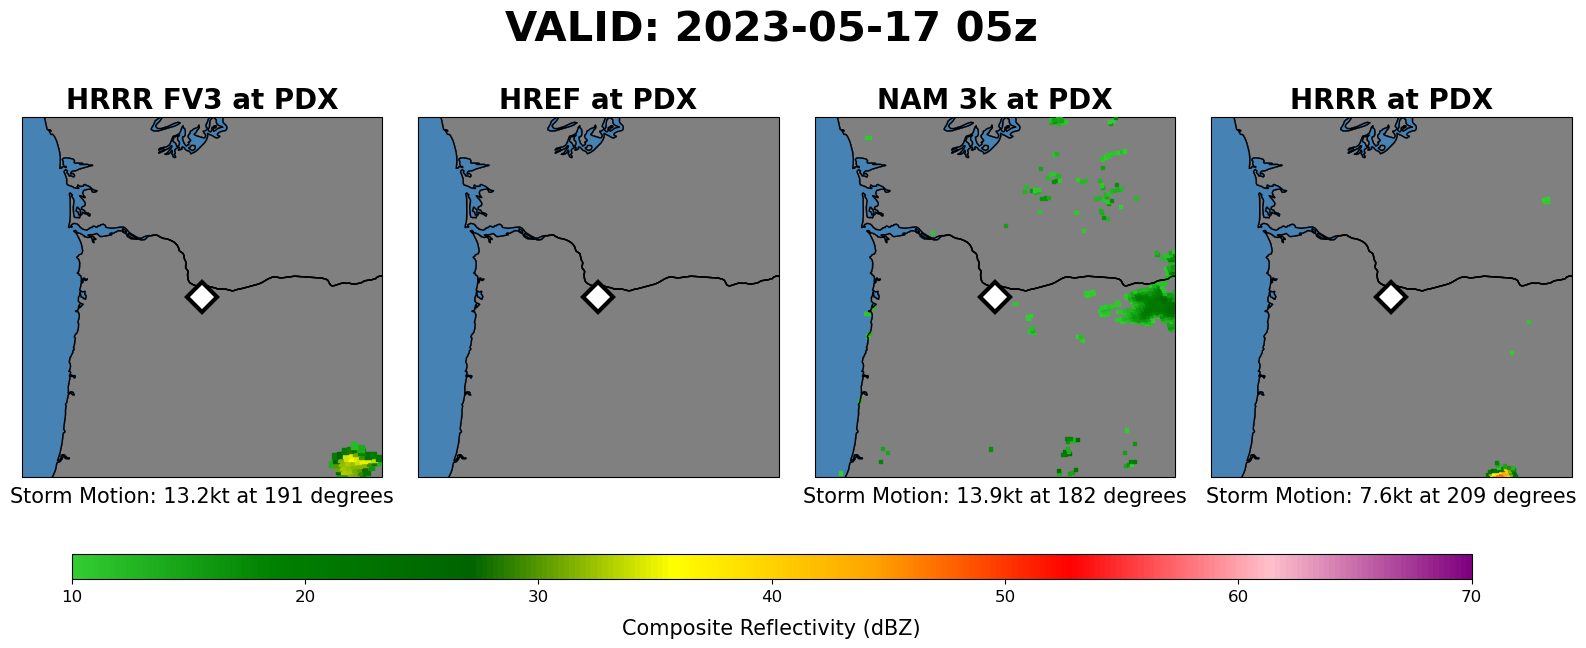 VALID: 2023-05-17 05z
HRRR FV3 at PDX
HREF at PDX
NAM 3k at PDX
HRRR at PDX
Storm Motion: 13.2kt at 191 degrees
Storm Motion: 13.9kt at 182 degrees
Storm Motion: 7.6kt at 209 degrees
10 20 30 40 50 60 70
Composite Reflectivity (dBZ)